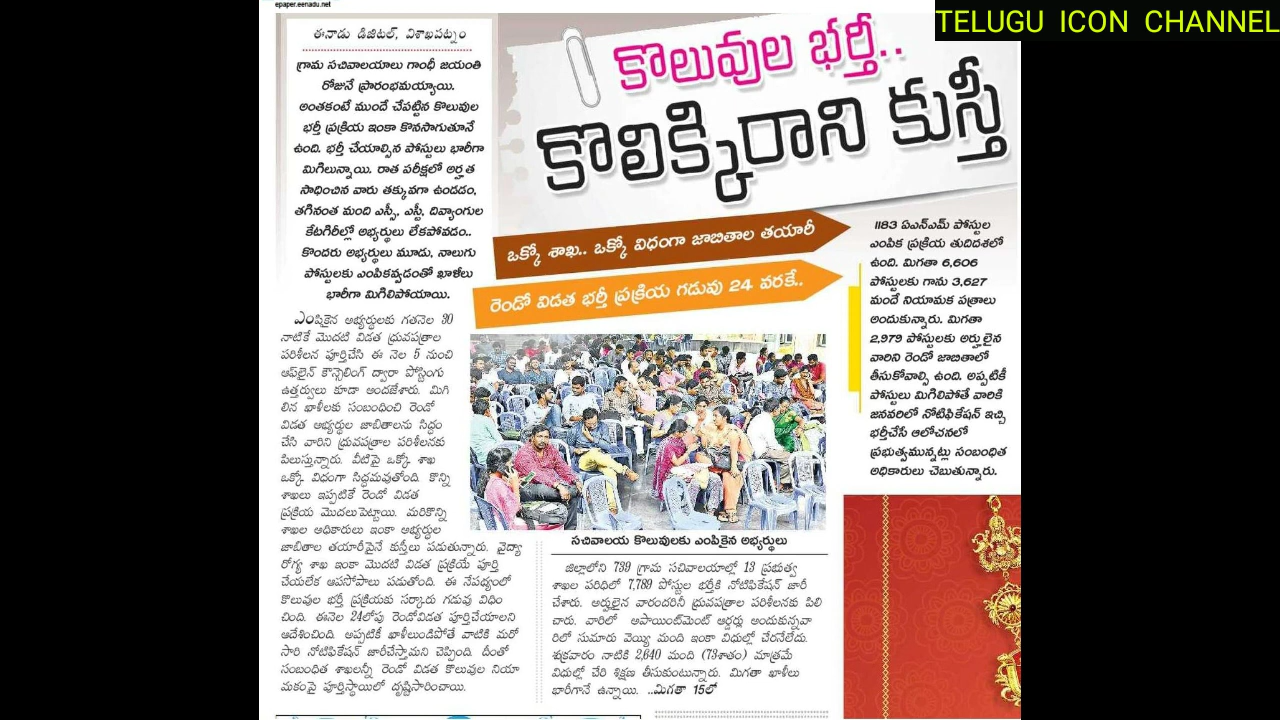 epaper.eenadu.net
TELUGU ICON CHANNEL
ఈనాడు డిజిటల్, విశాఖపట్నం
గ్రామ సచివాలయాలు గాంధీ జయంతి
రోజునే ప్రారంభమయ్యాయి.
అంతకంటే ముందే చేపట్టిన కొలువుల
భర్తీ ప్రక్రియ ఇంకా కొనసాగుతూనే
ఉంది. భర్తీ చేయాల్సిన పోస్టులు భారీగా
మిగిలున్నాయి. రాత పరీక్షలో అర్హత
సాధించిన వారు తక్కువగా ఉండడం,
తగినంత మంది ఎస్సీ, ఎస్టీ, దివ్యాంగుల
కేటగిరీల్లో అభ్యర్థులు లేకపోవడం..
కొందరు అభ్యర్థులు మూడు, నాలుగు
పోస్టులకు ఎంపికవ్వడంతో ఖాళీలు
భారీగా మిగిలిపోయాయి.
కొలువుల భర్తీ..
కొలిక్కిరాని కుస్తీ
ఒక్కో శాఖ.. ఒక్కో విధంగా జాబితాల తయారీ
రెండో విడత భర్తీ ప్రక్రియ గడువు 24 వరకే..
ఎంపికైన అభ్యర్థులకు గతనెల 30
నాటికే మొదటి విడత ధ్రువపత్రాల
పరిశీలన పూర్తిచేసి ఈ నెల 5 నుంచి
ఆఫ్‌లైన్ కౌన్సెలింగ్ ద్వారా పోస్టింగు
ఉత్తర్వులు కూడా అందజేశారు. మిగి
లిన ఖాళీలకు సంబంధించి రెండో
విడత అభ్యర్థుల జాబితాలను సిద్ధం
చేసి వారిని ధ్రువపత్రాల పరిశీలనకు
పిలుస్తున్నారు. వీటిపై ఒక్కో శాఖ
ఒక్కో విధంగా సిద్ధమవుతోంది. కొన్ని
శాఖలు ఇప్పటికే రెండో విడత
ప్రక్రియ మొదలుపెట్టాయి. మరికొన్ని
శాఖల అధికారులు ఇంకా అభ్యర్థుల
జాబితాల తయారీపైనే కుస్తీలు పడుతున్నారు. వైద్యా
రోగ్య శాఖ ఇంకా మొదటి విడత ప్రక్రియే పూర్తి
చేయలేక ఆపసోపాలు పడుతోంది. ఈ నేపథ్యంలో
కొలువుల భర్తీ ప్రక్రియకు సర్కారు గడువు విధిం
చింది. ఈనెల 24లోపు రెండోవిడత పూర్తిచేయాలని
ఆదేశించింది. అప్పటికే ఖాళీలుండిపోతే వాటికి మరో
సారి నోటిఫికేషన్ జారీచేస్తామని చెప్పింది. దీంతో
సంబంధిత శాఖలన్నీ రెండో విడత కొలువుల నియా
మకంపై పూర్తిస్థాయిలో దృష్టిసారించాయి.
సచివాలయ కొలువులకు ఎంపికైన అభ్యర్థులు
జిల్లాలోని 739 గ్రామ సచివాలయాల్లో 13 ప్రభుత్వ
శాఖల పరిధిలో 7,789 పోస్టుల భర్తీకి నోటిఫికేషన్ జారీ
చేశారు. అర్హులైన వారందరినీ ధ్రువపత్రాల పరిశీలనకు పిలి
చారు. వారిలో అపాయింట్‌మెంట్ ఆర్డర్లు అందుకున్నవా
రిలో సుమారు వెయ్యి మంది ఇంకా విధుల్లో చేరనేలేదు.
శుక్రవారం నాటికి 2,640 మంది (73శాతం) మాత్రమే
విధుల్లో చేరి శిక్షణ తీసుకుంటున్నారు. మిగతా ఖాళీలు
భారీగానే ఉన్నాయి. ..మిగతా 15లో
1183 ఏఎన్ఎమ్ పోస్టుల
ఎంపిక ప్రక్రియ తుదిదశలో
ఉంది. మిగతా 6,606
పోస్టులకు గాను 3,627
మందే నియామక పత్రాలు
అందుకున్నారు. మిగతా
2,979 పోస్టులకు అర్హులైన
వారిని రెండో జాబితాలో
తీసుకోవాల్సి ఉంది. అప్పటికీ
పోస్టులు మిగిలిపోతే వారికి
జనవరిలో నోటిఫికేషన్ ఇచ్చి
భర్తీచేసే ఆలోచనలో
ప్రభుత్వమున్నట్లు సంబంధిత
అధికారులు చెబుతున్నారు.